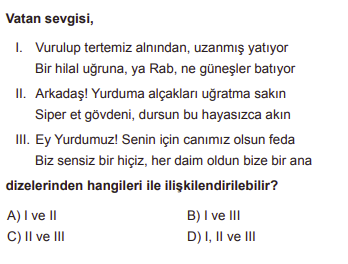 Vatan sevgisi,
I. Vurulup tertemiz alnından, uzanmış yatıyor
Bir hilal uğruna, ya Rab, ne güneşler batıyor
II. Arkadaş! Yurduma alçakları uğratma sakın
Siper et gövdeni, dursun bu hayasızca akın
III. Ey Yurdumuz! Senin için canımız olsun feda
Biz sensiz bir hiçiz, her daim oldun bize bir ana
dizelerinden hangileri ile ilişkilendirilebilir?
A) I ve II B) I ve III
C) II ve III D) I, II ve III